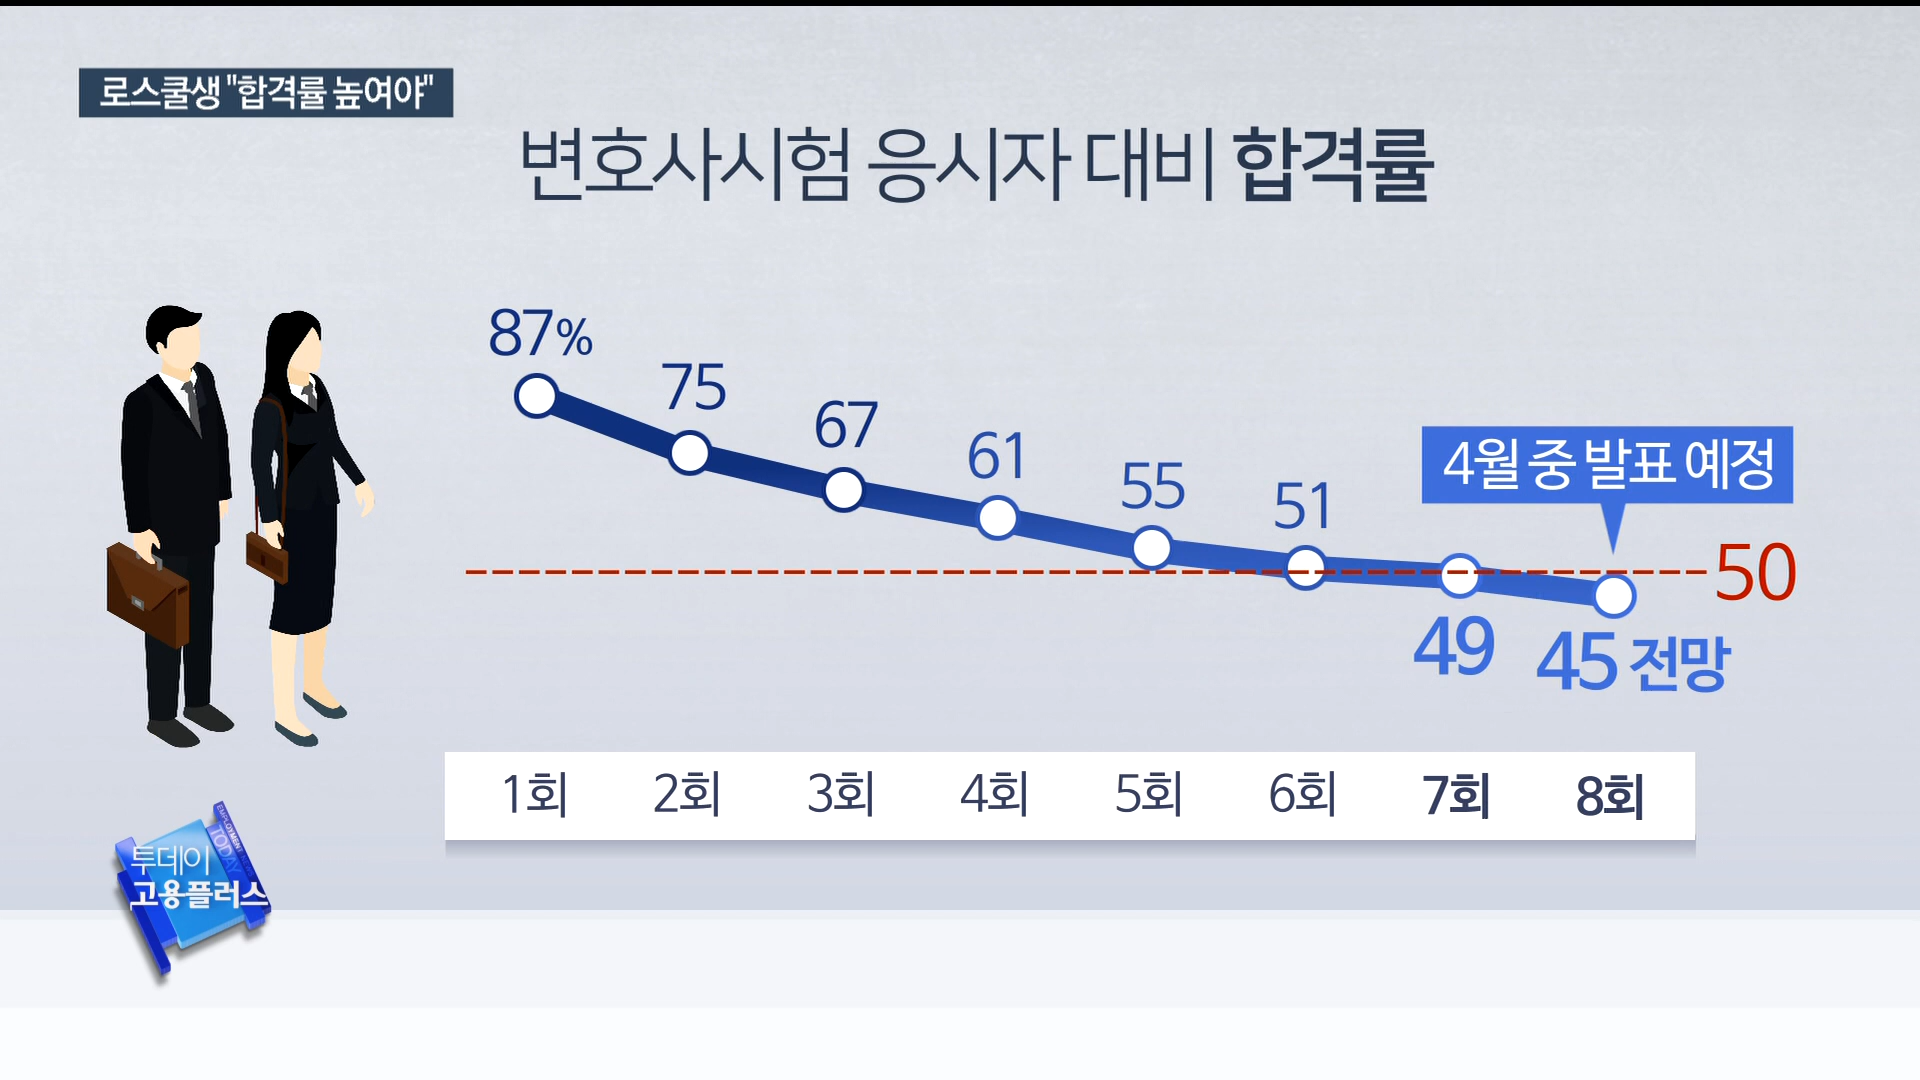 로스쿨생 "합격률 높여야"
변호사시험 응시자 대비 합격률
87%
75
67
61
55
51
4월 중 발표 예정
50
49
45 전망
1회 2회 3회 4회 5회 6회 7회 8회
EMPLOYMENT
TODAY
투데이
고용플러스